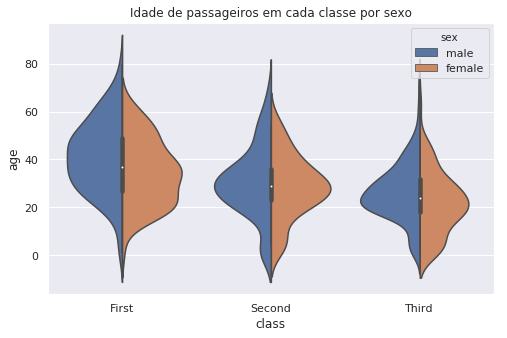 Idade de passageiros em cada classe por sexo
sex
male
female
80
60
40
20
0
age
First Second Third
class